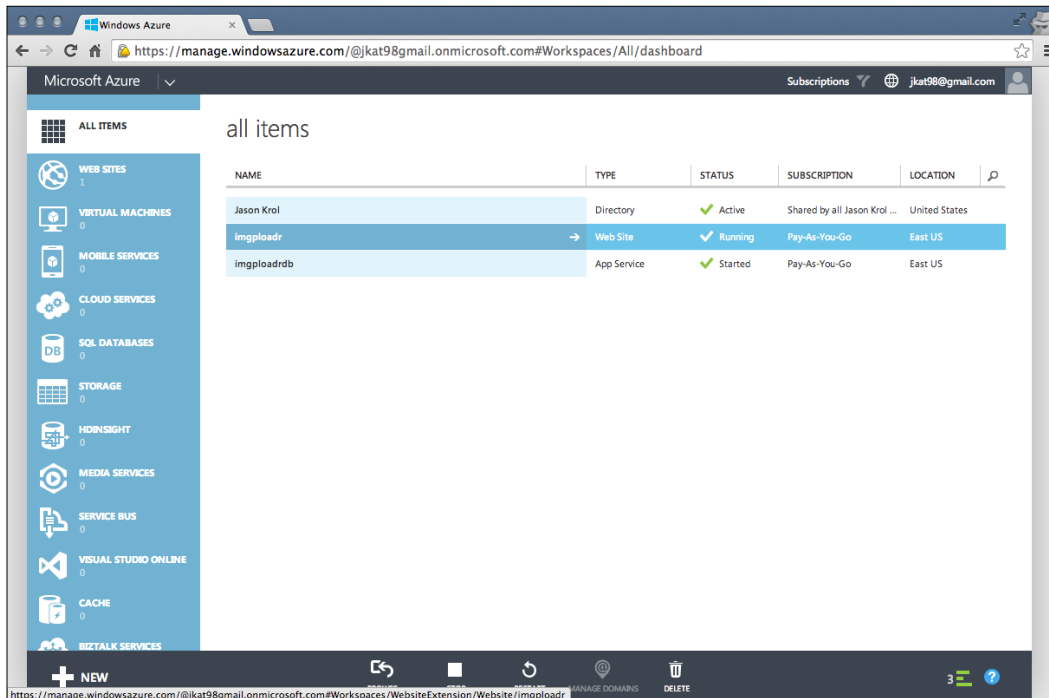 Windows Azure
https://manage.windowsazure.com/@jkat98gmail.onmicrosoft.com#Workspaces/All/dashboard
Microsoft Azure Subscriptions jkat98@gmail.com
ALL ITEMS
WEB SITES
1
VIRTUAL MACHINES
0
MOBILE SERVICES
0
CLOUD SERVICES
0
SQL DATABASES
0
DB
STORAGE
0
HDINSIGHT
0
MEDIA SERVICES
0
SERVICE BUS
0
VISUAL STUDIO ONLINE
0
CACHE
0
BIZTALK SERVICES
all items
NAME TYPE STATUS SUBSCRIPTION LOCATION
Jason Krol Directory Active Shared by all Jason Krol ... United States
imgploadr Web Site Running Pay-As-You-Go East US
imgploadrdb App Service Started Pay-As-You-Go East US
NEW MANAGE DOMAINS DELETE 3 ?
https://manage.windowsazure.com/@jkat98gmail.onmicrosoft.com#Workspaces/WebsiteExtension/Website/imgploadr